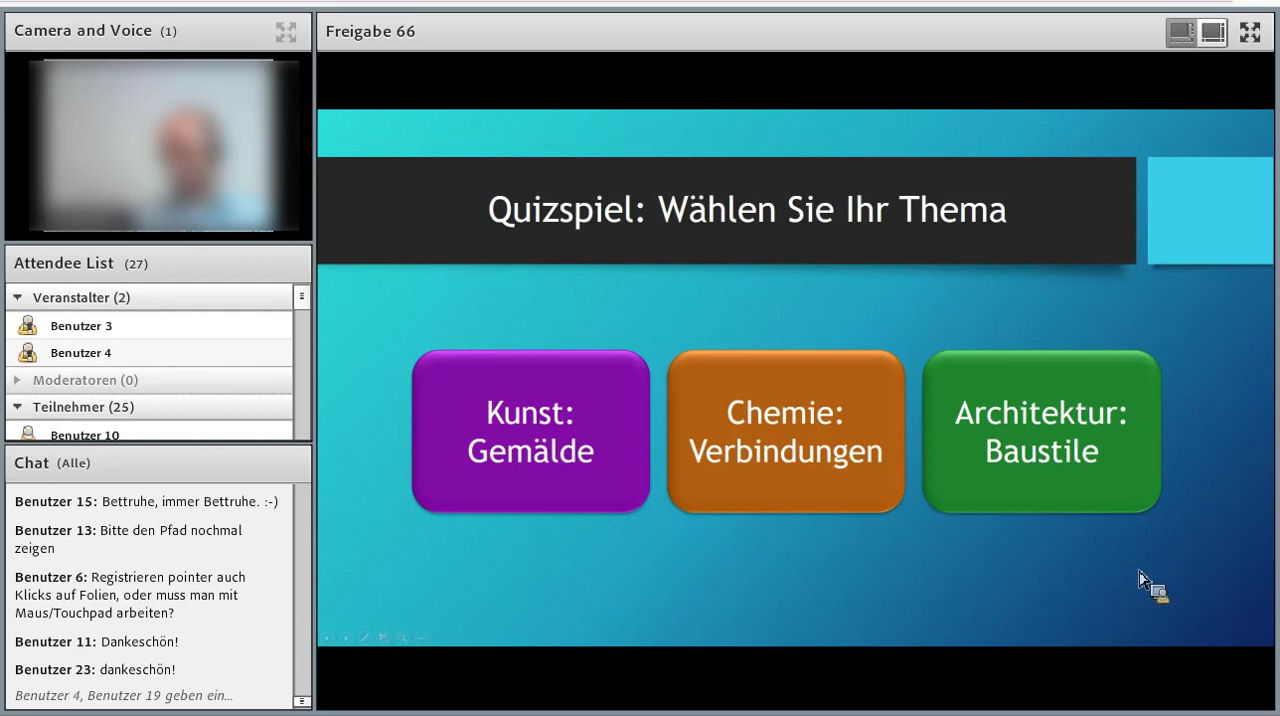 Camera and Voice (1)
Freigabe 66
Attendee List (27)
Veranstalter (2)
Benutzer 3
Benutzer 4
Moderatoren (0)
Teilnehmer (25)
Benutzer 10
Chat (Alle)
Benutzer 15: Bettruhe, immer Bettruhe. :-)
Benutzer 13: Bitte den Pfad nochmal
zeigen
Benutzer 6: Registrieren pointer auch
Klicks auf Folien, oder muss man mit
Maus/Touchpad arbeiten?
Benutzer 11: Dankeschön!
Benutzer 23: dankeschön!
Benutzer 4, Benutzer 19 geben ein...
Quizspiel: Wählen Sie Ihr Thema
Kunst:
Gemälde
Chemie:
Verbindungen
Architektur:
Baustile